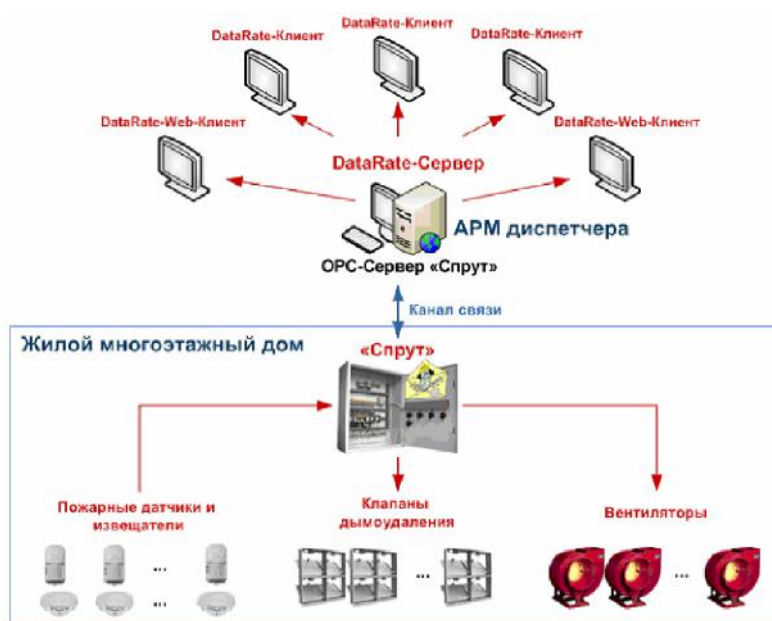 DataRate-Клиент
DataRate-Клиент
DataRate-Клиент
DataRate-Web-Клиент
DataRate-Web-Клиент
DataRate-Сервер
АРМ диспетчера
ОРС-Сервер «Спрут»
Канал связи
Жилой многоэтажный дом
«Спрут»
Пожарные датчики и
извещатели
Клапаны
дымоудаления
Вентиляторы
...
...
...
...